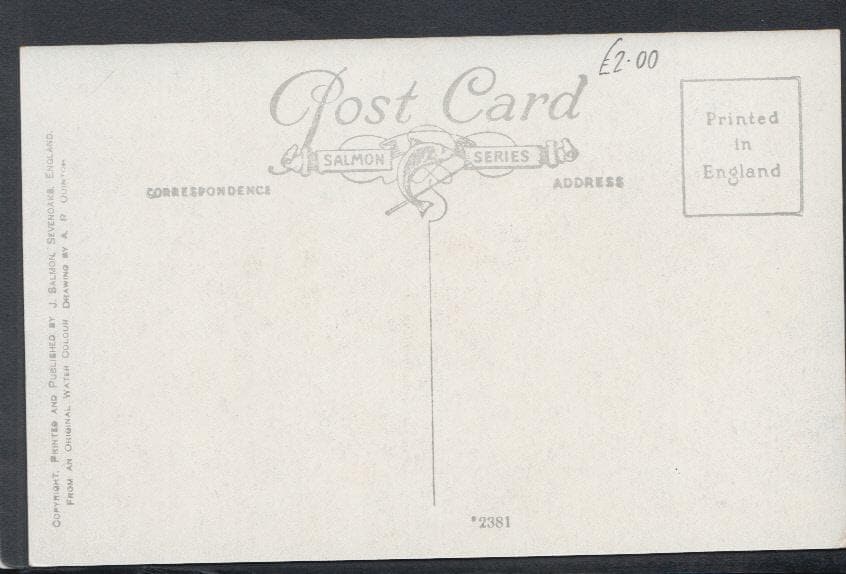 £2.00
Post Card
SALMON SERIES
CORRESPONDENCE
ADDRESS
Printed
in
England
COPYRIGHT. PRINTED AND PUBLISHED BY J. SALMON, SEVENOAKS, ENGLAND.
FROM AN ORIGINAL WATER COLOUR DRAWING BY A. R. QUINTON
*2381